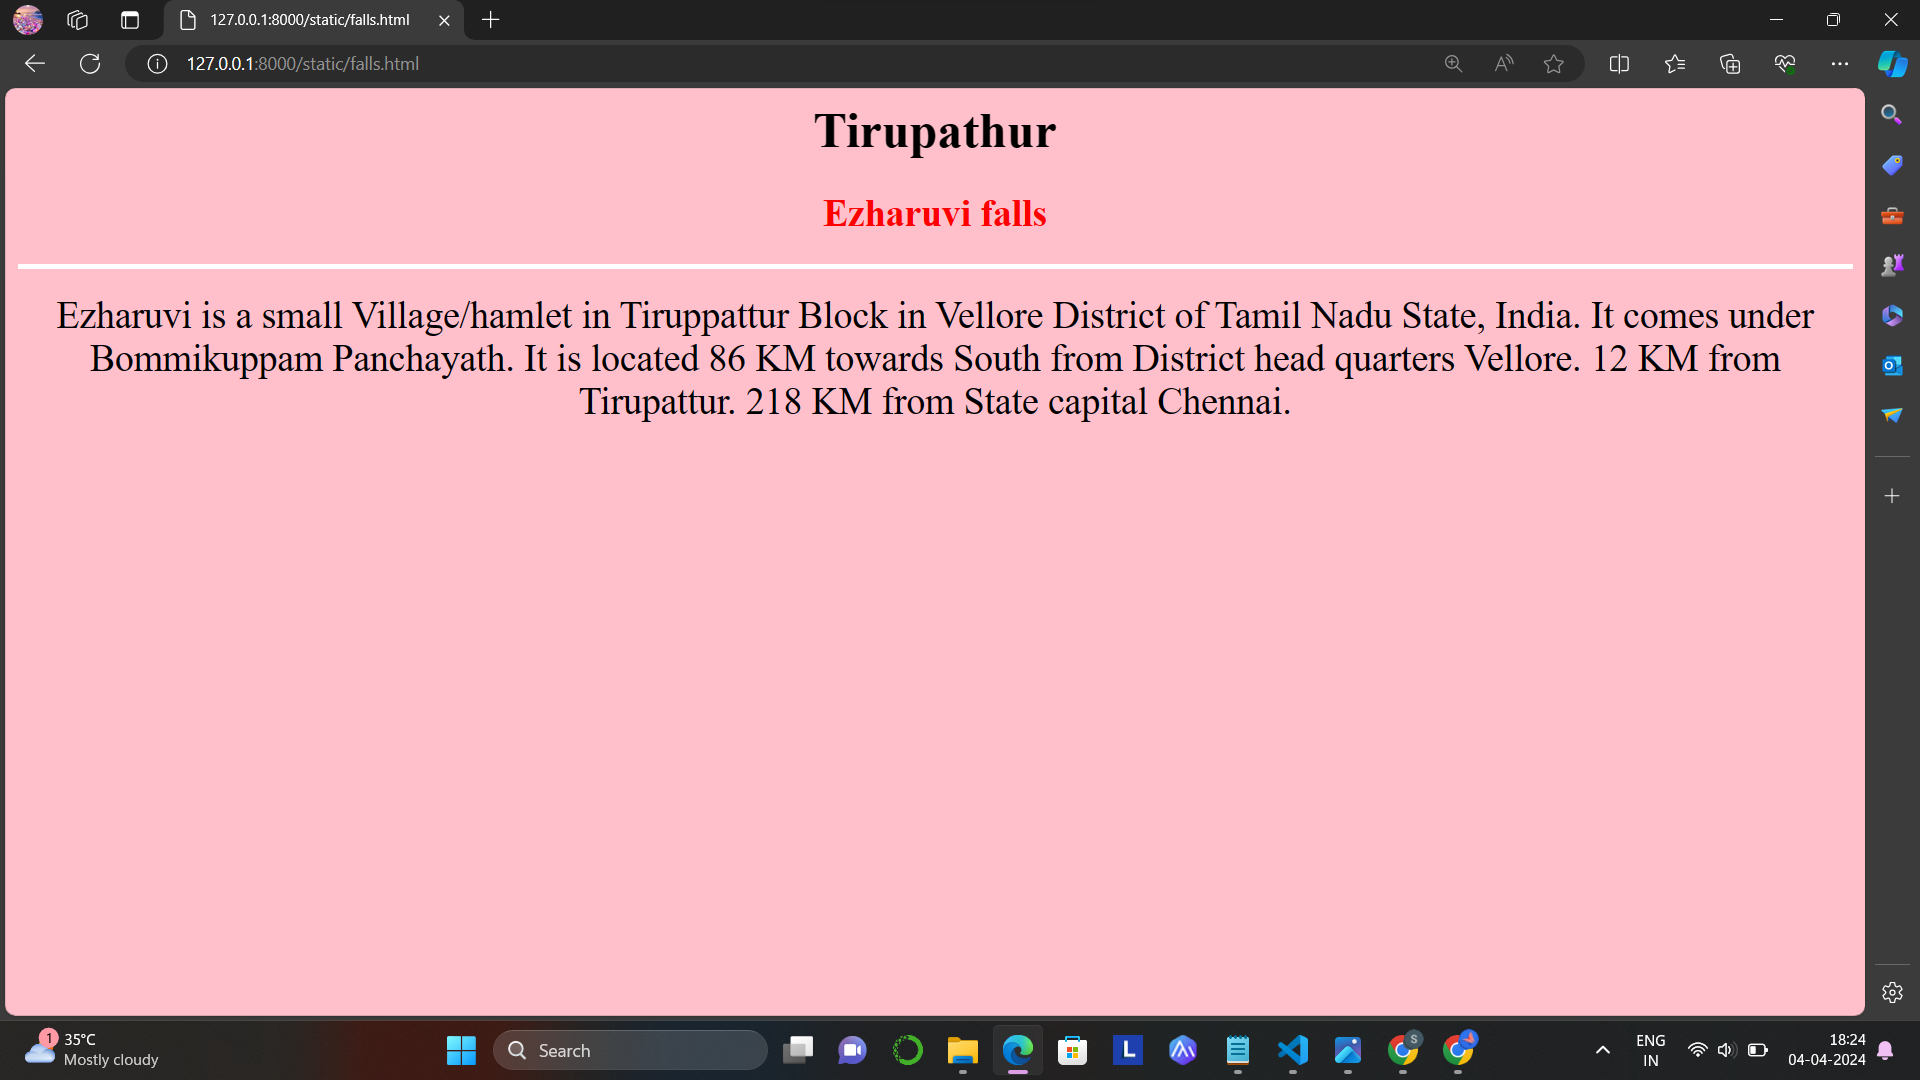 127.0.0.1:8000/static/falls.html
127.0.0.1:8000/static/falls.html
Tirupathur
Ezharuvi falls
Ezharuvi is a small Village/hamlet in Tiruppattur Block in Vellore District of Tamil Nadu State, India. It comes under
Bommikuppam Panchayath. It is located 86 KM towards South from District head quarters Vellore. 12 KM from
Tirupattur. 218 KM from State capital Chennai.
1
35°C
Mostly cloudy
Search
L
S
ENG
IN
18:24
04-04-2024